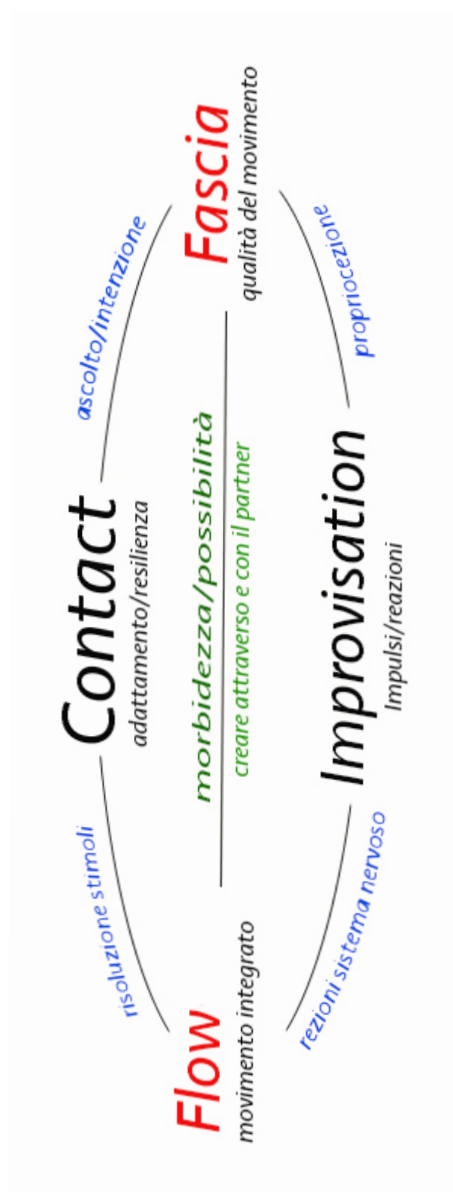 Contact
adattamento/resilienza
risoluzione stimoli
ascolto/intenzione
Flow
movimento integrato
morbidezza/possibilità
creare attraverso e con il partner
Fascia
qualità del movimento
rezioni sistema nervoso
propriocezione
Improvisation
Impulsi/reazioni